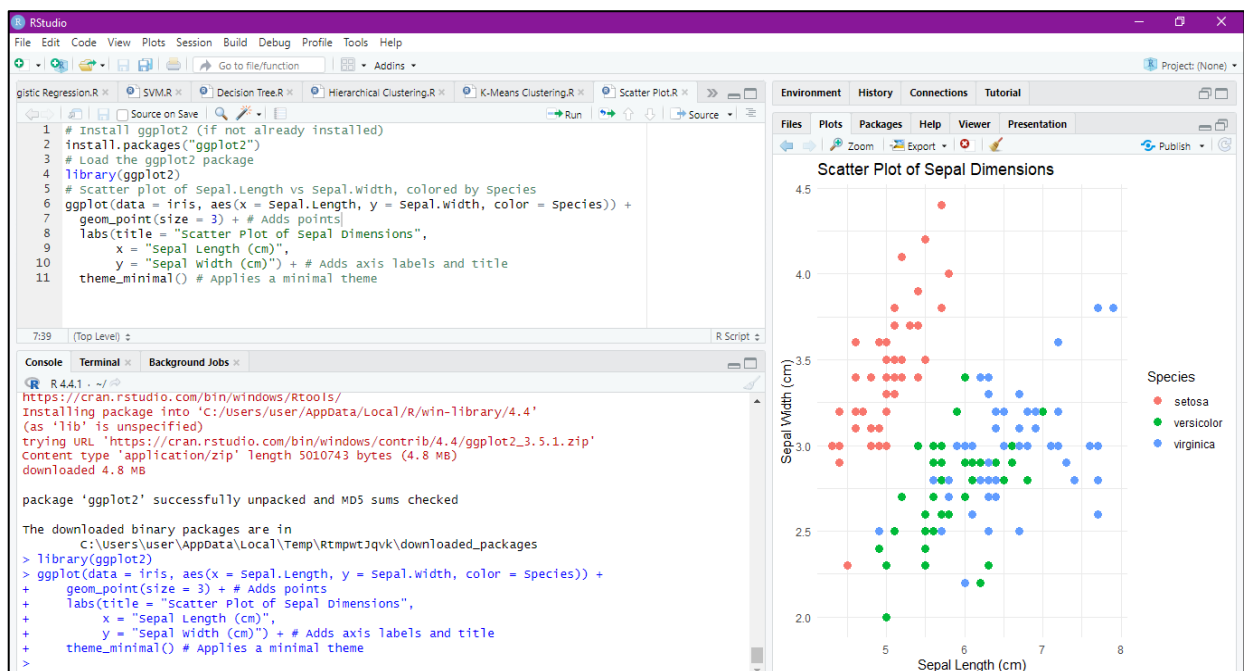 RStudio
File Edit Code View Plots Session Build Debug Profile Tools Help
Go to file/function
Addins
Project: (None)
gistic Regression.R
SVM.R
Decision Tree.R
Hierarchical Clustering.R
K-Means Clustering.R
Scatter Plot.R
Source on Save
Run
Source
1 # Install ggplot2 (if not already installed)
2 install.packages("ggplot2")
3 # Load the ggplot2 package
4 library(ggplot2)
5 # Scatter plot of Sepal.Length vs Sepal.Width, colored by Species
6 ggplot(data = iris, aes(x = Sepal.Length, y = Sepal.Width, color = Species)) +
7 geom_point(size = 3) + # Adds points
8 labs(title = "Scatter Plot of Sepal Dimensions",
9 x = "Sepal Length (cm)",
10 y = "Sepal Width (cm)") + # Adds axis labels and title
11 theme_minimal() # Applies a minimal theme
7:39 (Top Level) R Script
Console Terminal Background Jobs
R 4.4.1 · ~/
https://cran.rstudio.com/bin/windows/Rtools/
Installing package into ‘C:/Users/user/AppData/Local/R/win-library/4.4’
(as ‘lib’ is unspecified)
trying URL 'https://cran.rstudio.com/bin/windows/contrib/4.4/ggplot2_3.5.1.zip'
Content type 'application/zip' length 5010743 bytes (4.8 MB)
downloaded 4.8 MB
package ‘ggplot2’ successfully unpacked and MD5 sums checked
The downloaded binary packages are in
C:\Users\user\AppData\Local\Temp\RtmpwtJqvk\downloaded_packages
> library(ggplot2)
> ggplot(data = iris, aes(x = Sepal.Length, y = Sepal.Width, color = Species)) +
+ geom_point(size = 3) + # Adds points
+ labs(title = "Scatter Plot of Sepal Dimensions",
+ x = "Sepal Length (cm)",
+ y = "Sepal Width (cm)") + # Adds axis labels and title
+ theme_minimal() # Applies a minimal theme
>
Environment History Connections Tutorial
Files Plots Packages Help Viewer Presentation
Zoom Export Publish
Scatter Plot of Sepal Dimensions
4.5
4.0
3.5
3.0
2.5
2.0
Sepal Width (cm)
5 6 7 8
Sepal Length (cm)
Species
setosa
versicolor
virginica